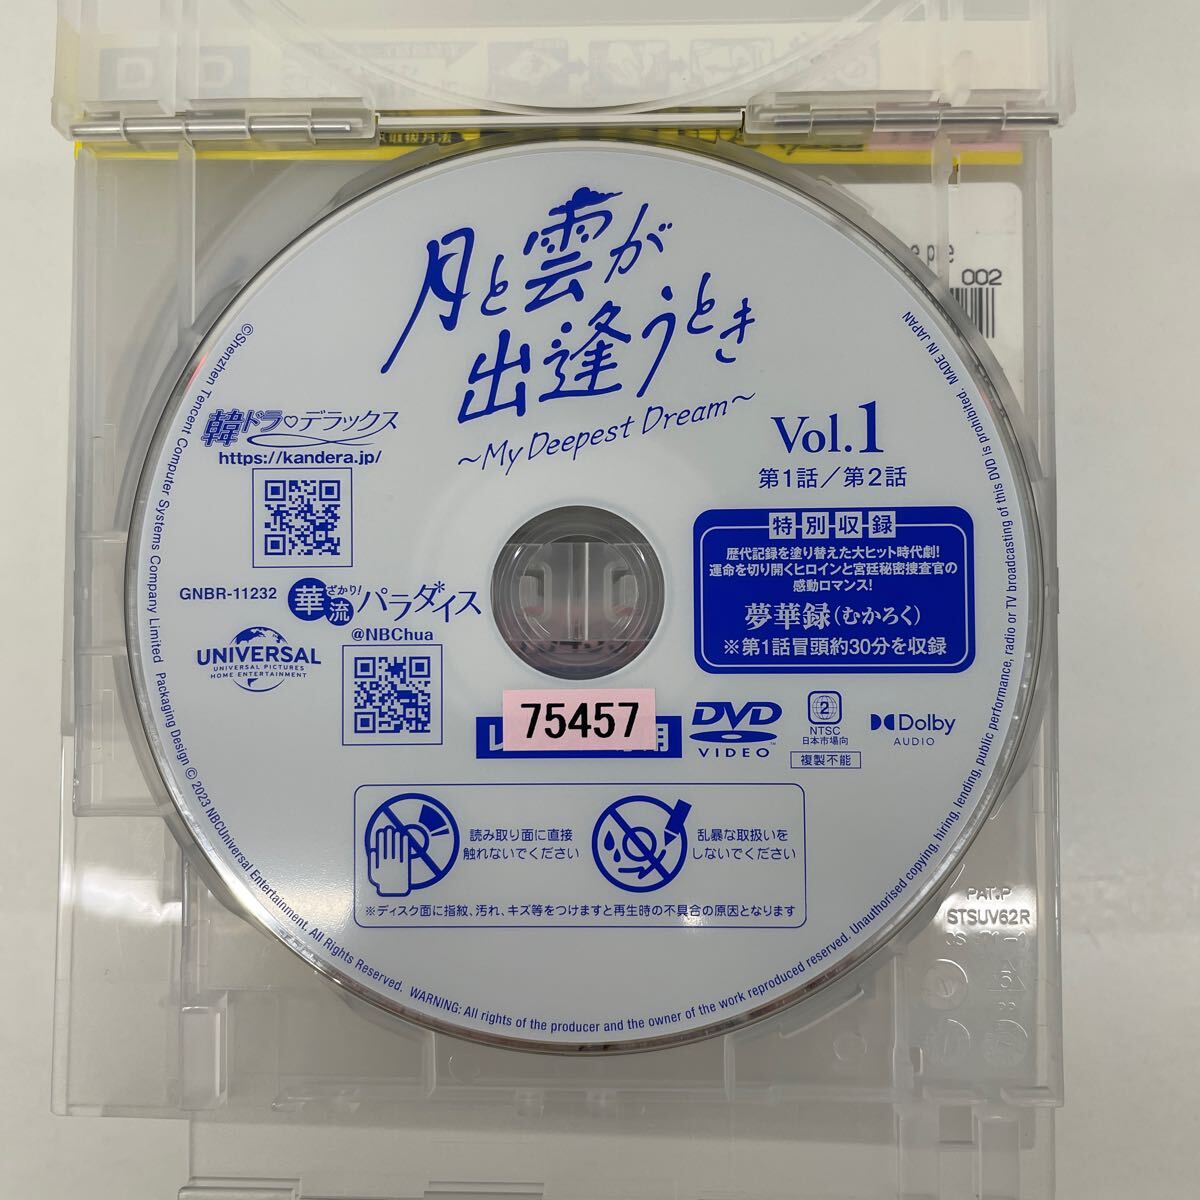 取扱方法
002
月と雲が
出逢うとき
~My Deepest Dream~
Vol.1
第1話/第2話
韓ドラ♡デラックス
https://kandera.jp/
GNBR-11232
華流ざかり!パラダイス
@NBChua
UNIVERSAL
UNIVERSAL PICTURES
HOME ENTERTAINMENT
特別収録
歴代記録を塗り替えた大ヒット時代劇!
運命を切り開くヒロインと宮廷秘密捜査官の
感動ロマンス!
夢華録(むかろく)
※第1話冒頭約30分を収録
75457
用
DVD
VIDEO
2
NTSC
日本市場向
複製不能
Dolby
AUDIO
読み取り面に直接
触れないでください
乱暴な取扱いを
しないでください
※ディスク面に指紋、汚れ、キズ等をつけますと再生時の不具合の原因となります
©Shenzhen Tencent Computer Systems Company Limited Packaging Design © 2023 NBCUniversal Entertainment. All Rights Reserved. WARNING: All rights of the producer and the owner of the work reproduced reserved. Unauthorised copying, hiring, lending, public performance, radio or TV broadcasting of this DVD is prohibited. MADE IN JAPAN
PAT.P
STSUV62R